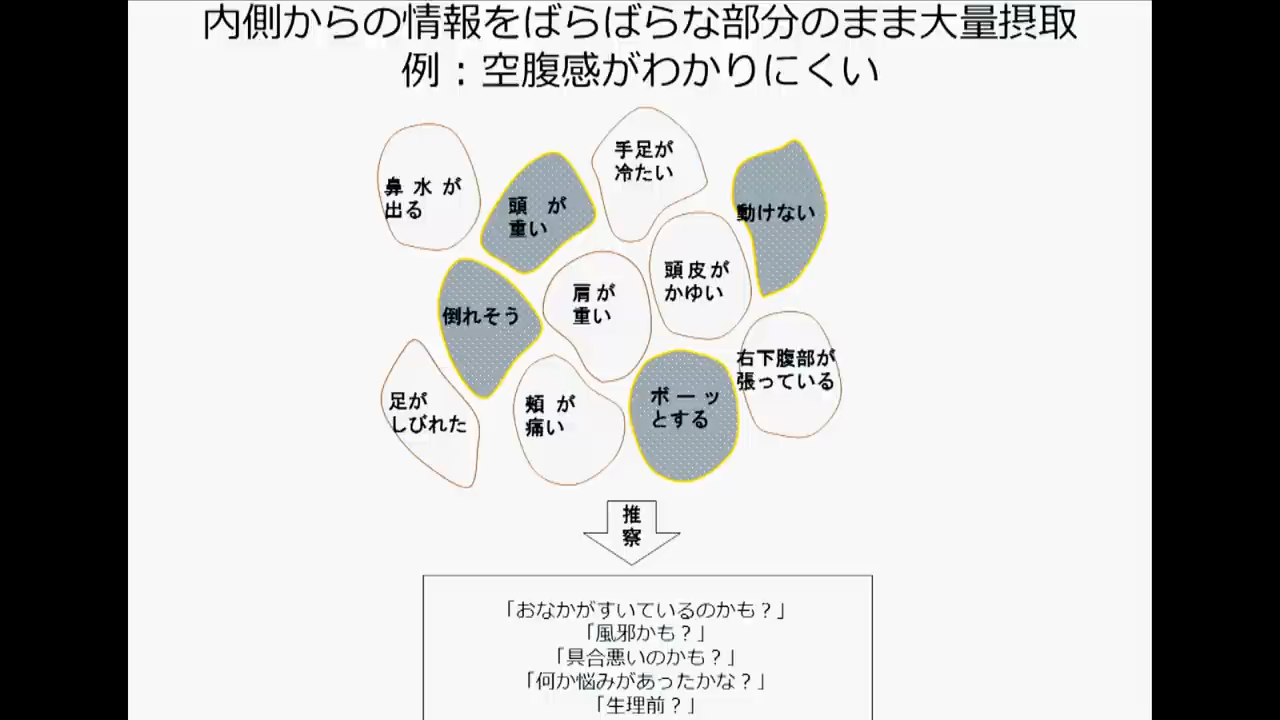 内側からの情報をばらばらな部分のまま大量摂取
例：空腹感がわかりにくい
鼻水が
出る
頭が
重い
手足が
冷たい
動けない
倒れそう
肩が
重い
頭皮が
かゆい
右下腹部が
張っている
足が
しびれた
頬が
痛い
ボーッ
とする
推
察
「おなかがすいているのかも？」
「風邪かも？」
「具合悪いのかも？」
「何か悩みがあったかな？」
「生理前？」